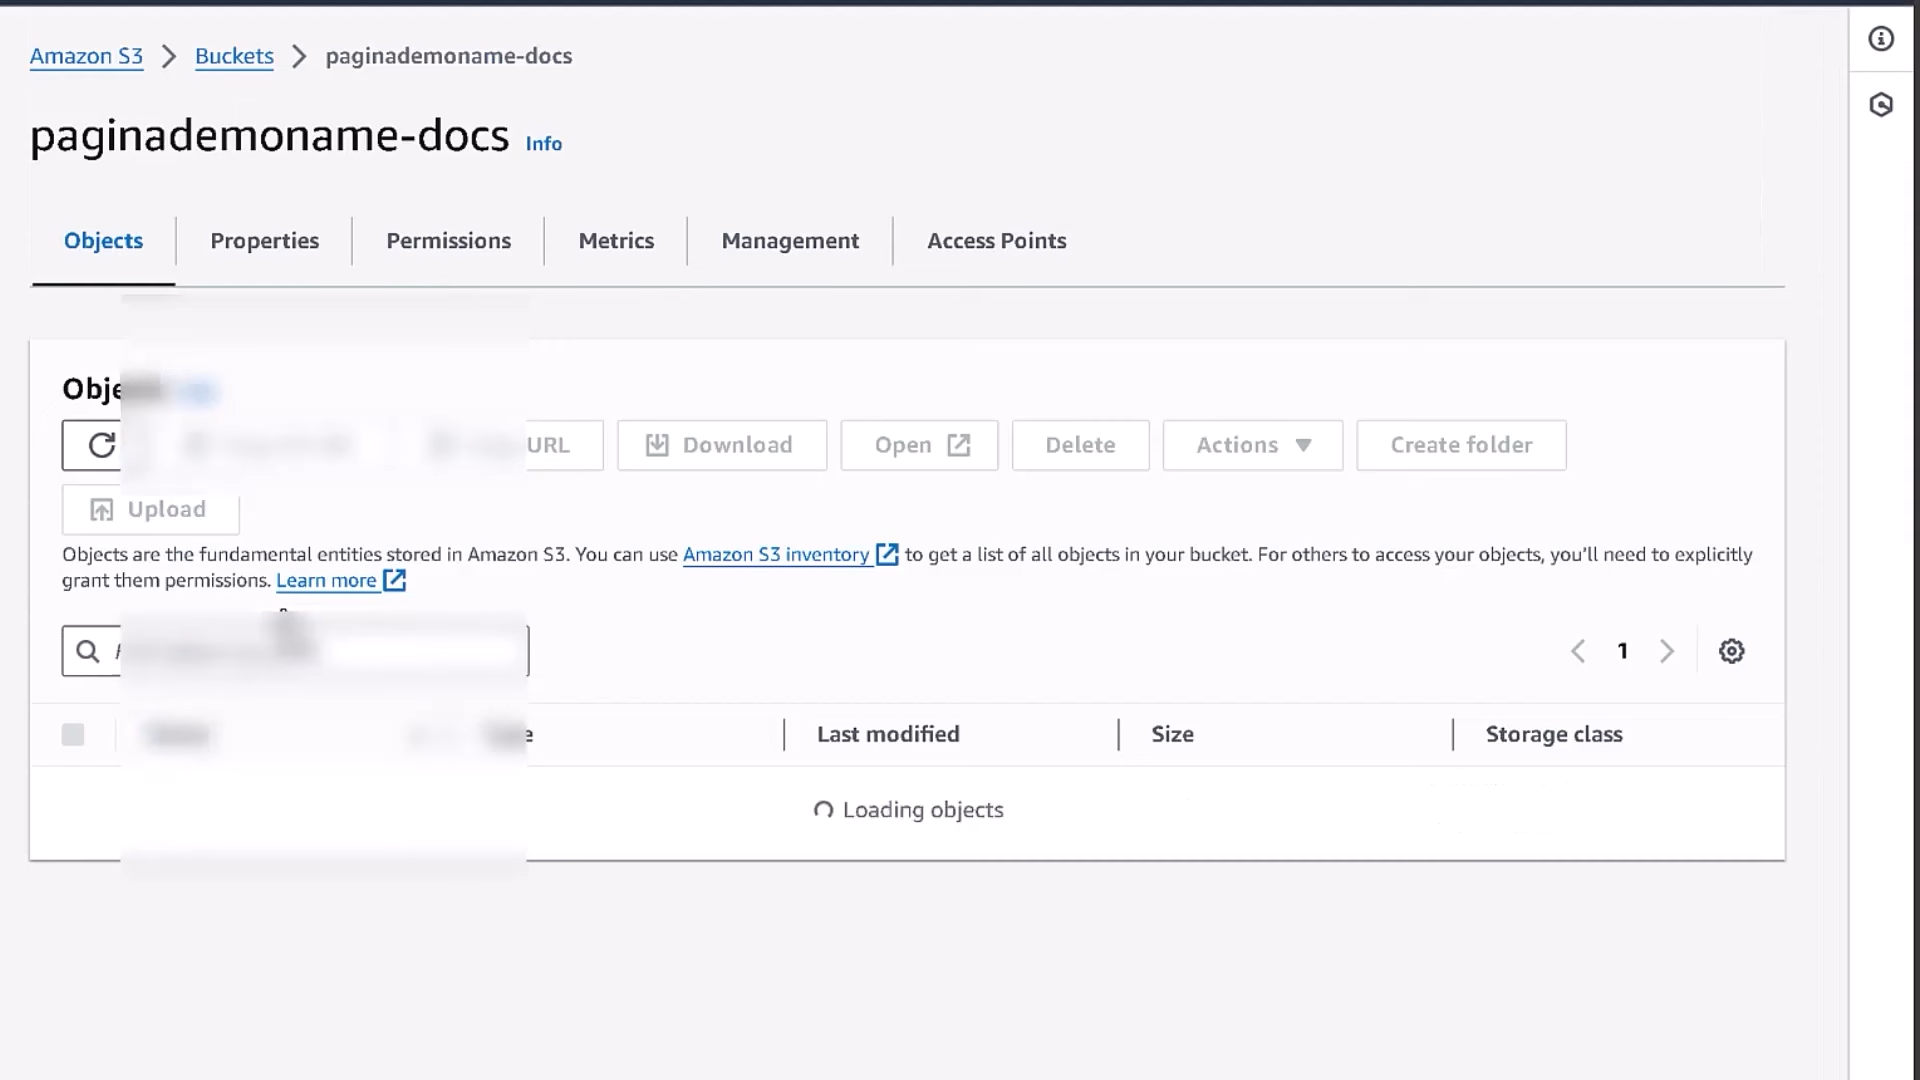 Amazon S3 > Buckets > paginademoname-docs
paginademoname-docs Info
Objects Properties Permissions Metrics Management Access Points
Obje
URL Download Open Delete Actions Create folder
Upload
Objects are the fundamental entities stored in Amazon S3. You can use Amazon S3 inventory to get a list of all objects in your bucket. For others to access your objects, you'll need to explicitly
grant them permissions. Learn more
1
Last modified Size Storage class
Loading objects